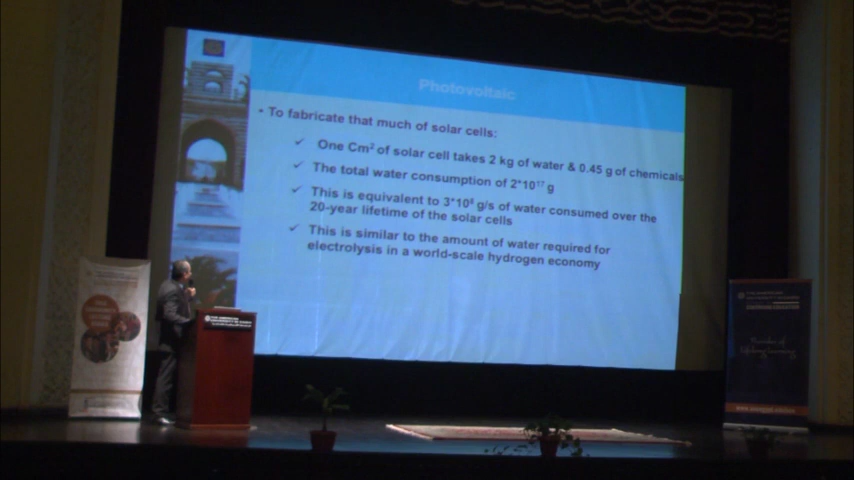 Photovoltaic
- To fabricate that much of solar cells:
✓ One Cm² of solar cell takes 2 kg of water & 0.45 g of chemicals
✓ The total water consumption of 2*10¹⁷ g
✓ This is equivalent to 3*10⁸ g/s of water consumed over the
20-year lifetime of the solar cells
✓ This is similar to the amount of water required for
electrolysis in a world-scale hydrogen economy
THE AMERICAN